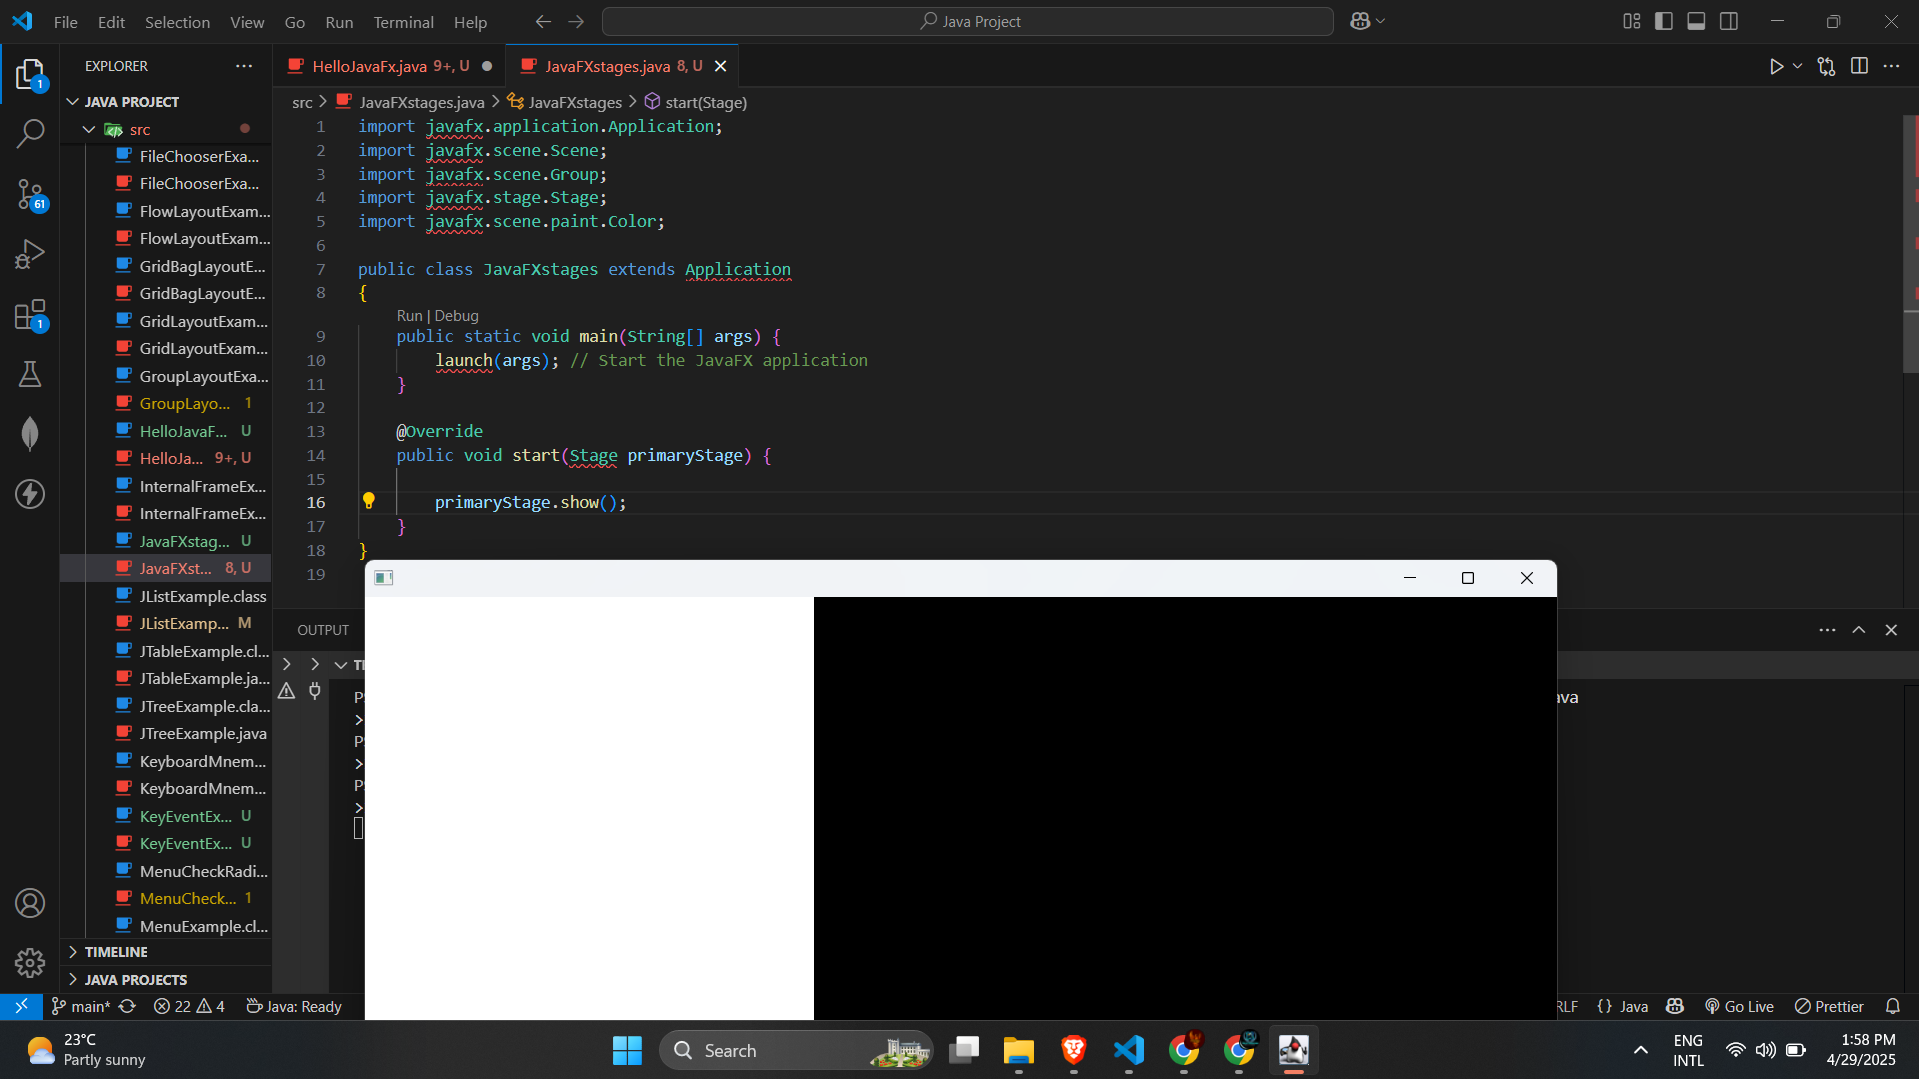 File Edit Selection View Go Run Terminal Help
Java Project
EXPLORER
HelloJavaFx.java 9+, U
JavaFXstages.java 8, U
JAVA PROJECT
src > JavaFXstages.java > JavaFXstages > start(Stage)
src
FileChooserExa...
FileChooserExa...
FlowLayoutExam...
FlowLayoutExam...
GridBagLayoutE...
GridBagLayoutE...
GridLayoutExam...
GridLayoutExam...
GroupLayoutExa...
GroupLayo... 1
HelloJavaF... U
HelloJa... 9+, U
InternalFrameEx...
InternalFrameEx...
JavaFXstag... U
JavaFXst... 8, U
JListExample.class
JListExamp... M
JTableExample.cl...
JTableExample.ja...
JTreeExample.cla...
JTreeExample.java
KeyboardMnem...
KeyboardMnem...
KeyEventEx... U
KeyEventEx... U
MenuCheckRadi...
MenuCheck... 1
MenuExample.cl...
TIMELINE
JAVA PROJECTS
1
61
1
1 import javafx.application.Application;
2 import javafx.scene.Scene;
3 import javafx.scene.Group;
4 import javafx.stage.Stage;
5 import javafx.scene.paint.Color;
6
7 public class JavaFXstages extends Application
8 {
Run | Debug
9 public static void main(String[] args) {
10 launch(args); // Start the JavaFX application
11 }
12
13 @Override
14 public void start(Stage primaryStage) {
15
16 primaryStage.show();
17 }
18 }
19
OUTPUT
TE
PS
>
PS
>
PS
>
ava
main* 22 4 Java: Ready
RLF {} Java Go Live Prettier
23°C
Partly sunny
Search
ENG
INTL
1:58 PM
4/29/2025